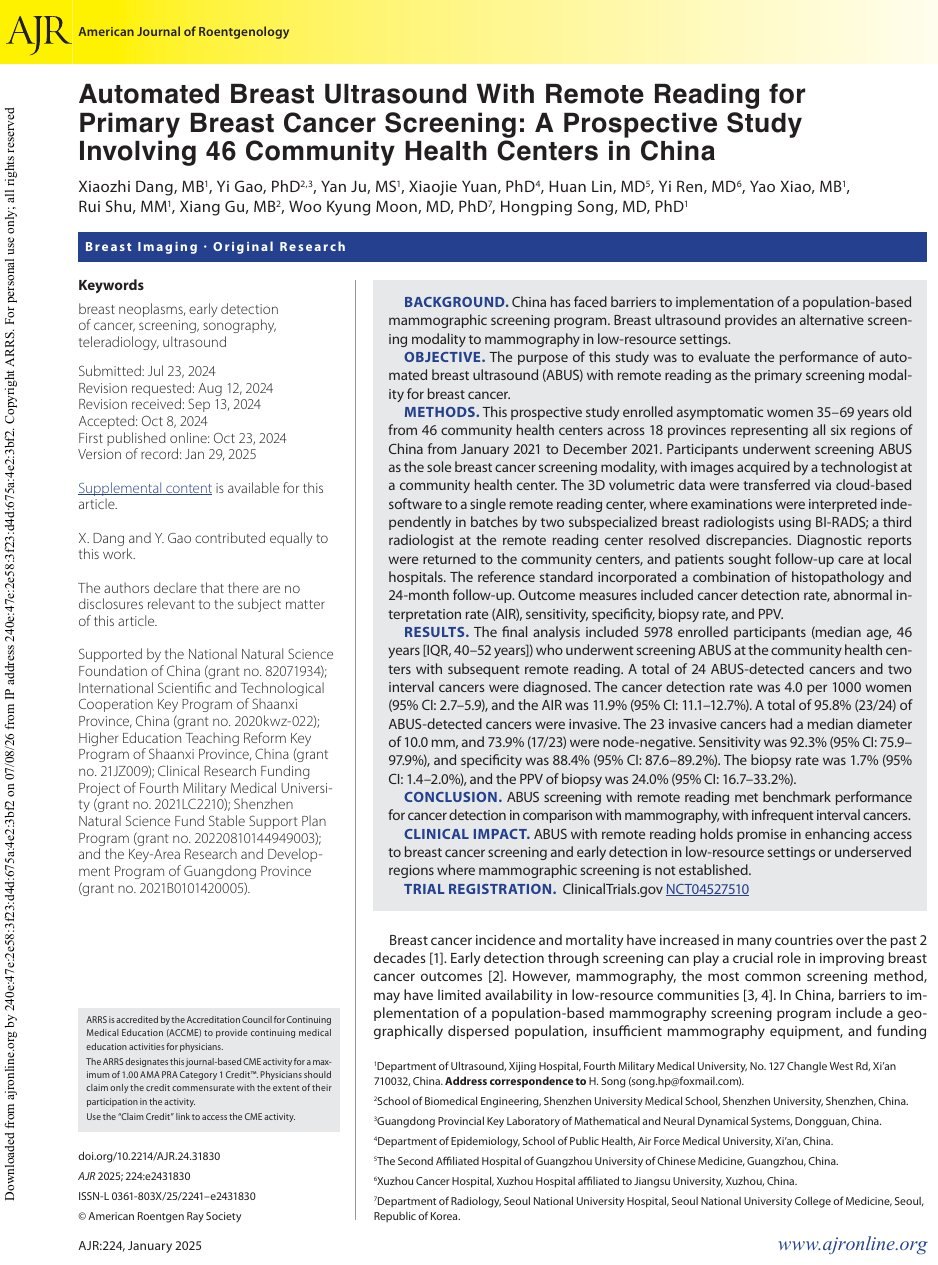 AJR American Journal of Roentgenology
Automated Breast Ultrasound With Remote Reading for
Primary Breast Cancer Screening: A Prospective Study
Involving 46 Community Health Centers in China
Xiaozhi Dang, MB1, Yi Gao, PhD2,3, Yan Ju, MS1, Xiaojie Yuan, PhD4, Huan Lin, MD5, Yi Ren, MD6, Yao Xiao, MB1,
Rui Shu, MM1, Xiang Gu, MB2, Woo Kyung Moon, MD, PhD7, Hongping Song, MD, PhD1
Breast Imaging · Original Research
Keywords
breast neoplasms, early detection
of cancer, screening, sonography,
teleradiology, ultrasound
Submitted: Jul 23, 2024
Revision requested: Aug 12, 2024
Revision received: Sep 13, 2024
Accepted: Oct 8, 2024
First published online: Oct 23, 2024
Version of record: Jan 29, 2025
Supplemental content is available for this
article.
X. Dang and Y. Gao contributed equally to
this work.
The authors declare that there are no
disclosures relevant to the subject matter
of this article.
Supported by the National Natural Science
Foundation of China (grant no. 82071934);
International Scientific and Technological
Cooperation Key Program of Shaanxi
Province, China (grant no. 2020kwz-022);
Higher Education Teaching Reform Key
Program of Shaanxi Province, China (grant
no. 21JZ009); Clinical Research Funding
Project of Fourth Military Medical Universi-
ty (grant no. 2021LC2210); Shenzhen
Natural Science Fund Stable Support Plan
Program (grant no. 20220810144949003);
and the Key-Area Research and Develop-
ment Program of Guangdong Province
(grant no. 2021B0101420005).
ARRS is accredited by the Accreditation Council for Continuing
Medical Education (ACCME) to provide continuing medical
education activities for physicians.
The ARRS designates this journal-based CME activity for a max-
imum of 1.00 AMA PRA Category 1 Credit™. Physicians should
claim only the credit commensurate with the extent of their
participation in the activity.
Use the “Claim Credit” link to access the CME activity.
doi.org/10.2214/AJR.24.31830
AJR 2025; 224:e2431830
ISSN-L 0361-803X/25/2241–e2431830
© American Roentgen Ray Society
BACKGROUND. China has faced barriers to implementation of a population-based
mammographic screening program. Breast ultrasound provides an alternative screen-
ing modality to mammography in low-resource settings.
OBJECTIVE. The purpose of this study was to evaluate the performance of auto-
mated breast ultrasound (ABUS) with remote reading as the primary screening modal-
ity for breast cancer.
METHODS. This prospective study enrolled asymptomatic women 35–69 years old
from 46 community health centers across 18 provinces representing all six regions of
China from January 2021 to December 2021. Participants underwent screening ABUS
as the sole breast cancer screening modality, with images acquired by a technologist at
a community health center. The 3D volumetric data were transferred via cloud-based
software to a single remote reading center, where examinations were interpreted inde-
pendently in batches by two subspecialized breast radiologists using BI-RADS; a third
radiologist at the remote reading center resolved discrepancies. Diagnostic reports
were returned to the community centers, and patients sought follow-up care at local
hospitals. The reference standard incorporated a combination of histopathology and
24-month follow-up. Outcome measures included cancer detection rate, abnormal in-
terpretation rate (AIR), sensitivity, specificity, biopsy rate, and PPV.
RESULTS. The final analysis included 5978 enrolled participants (median age, 46
years [IQR, 40–52 years]) who underwent screening ABUS at the community health cen-
ters with subsequent remote reading. A total of 24 ABUS-detected cancers and two
interval cancers were diagnosed. The cancer detection rate was 4.0 per 1000 women
(95% CI: 2.7–5.9), and the AIR was 11.9% (95% CI: 11.1–12.7%). A total of 95.8% (23/24) of
ABUS-detected cancers were invasive. The 23 invasive cancers had a median diameter
of 10.0 mm, and 73.9% (17/23) were node-negative. Sensitivity was 92.3% (95% CI: 75.9–
97.9%), and specificity was 88.4% (95% CI: 87.6–89.2%). The biopsy rate was 1.7% (95%
CI: 1.4–2.0%), and the PPV of biopsy was 24.0% (95% CI: 16.7–33.2%).
CONCLUSION. ABUS screening with remote reading met benchmark performance
for cancer detection in comparison with mammography, with infrequent interval cancers.
CLINICAL IMPACT. ABUS with remote reading holds promise in enhancing access
to breast cancer screening and early detection in low-resource settings or underserved
regions where mammographic screening is not established.
TRIAL REGISTRATION. ClinicalTrials.gov NCT04527510
Breast cancer incidence and mortality have increased in many countries over the past 2
decades [1]. Early detection through screening can play a crucial role in improving breast
cancer outcomes [2]. However, mammography, the most common screening method,
may have limited availability in low-resource communities [3, 4]. In China, barriers to im-
plementation of a population-based mammography screening program include a geo-
graphically dispersed population, insufficient mammography equipment, and funding
1Department of Ultrasound, Xijing Hospital, Fourth Military Medical University, No. 127 Changle West Rd, Xi’an
710032, China. Address correspondence to H. Song (song.hp@foxmail.com).
2School of Biomedical Engineering, Shenzhen University Medical School, Shenzhen University, Shenzhen, China.
3Guangdong Provincial Key Laboratory of Mathematical and Neural Dynamical Systems, Dongguan, China.
4Department of Epidemiology, School of Public Health, Air Force Medical University, Xi’an, China.
5The Second Affiliated Hospital of Guangzhou University of Chinese Medicine, Guangzhou, China.
6Xuzhou Cancer Hospital, Xuzhou Hospital affiliated to Jiangsu University, Xuzhou, China.
7Department of Radiology, Seoul National University Hospital, Seoul National University College of Medicine, Seoul,
Republic of Korea.
AJR:224, January 2025
www.ajronline.org
Downloaded from ajronline.org by 240e:47e:2e58:3f23:d4d:675a:4e2:3bf2 on 07/08/26 from IP address 240e:47e:2e58:3f23:d4d:675a:4e2:3bf2. Copyright ARRS. For personal use only; all rights reserved